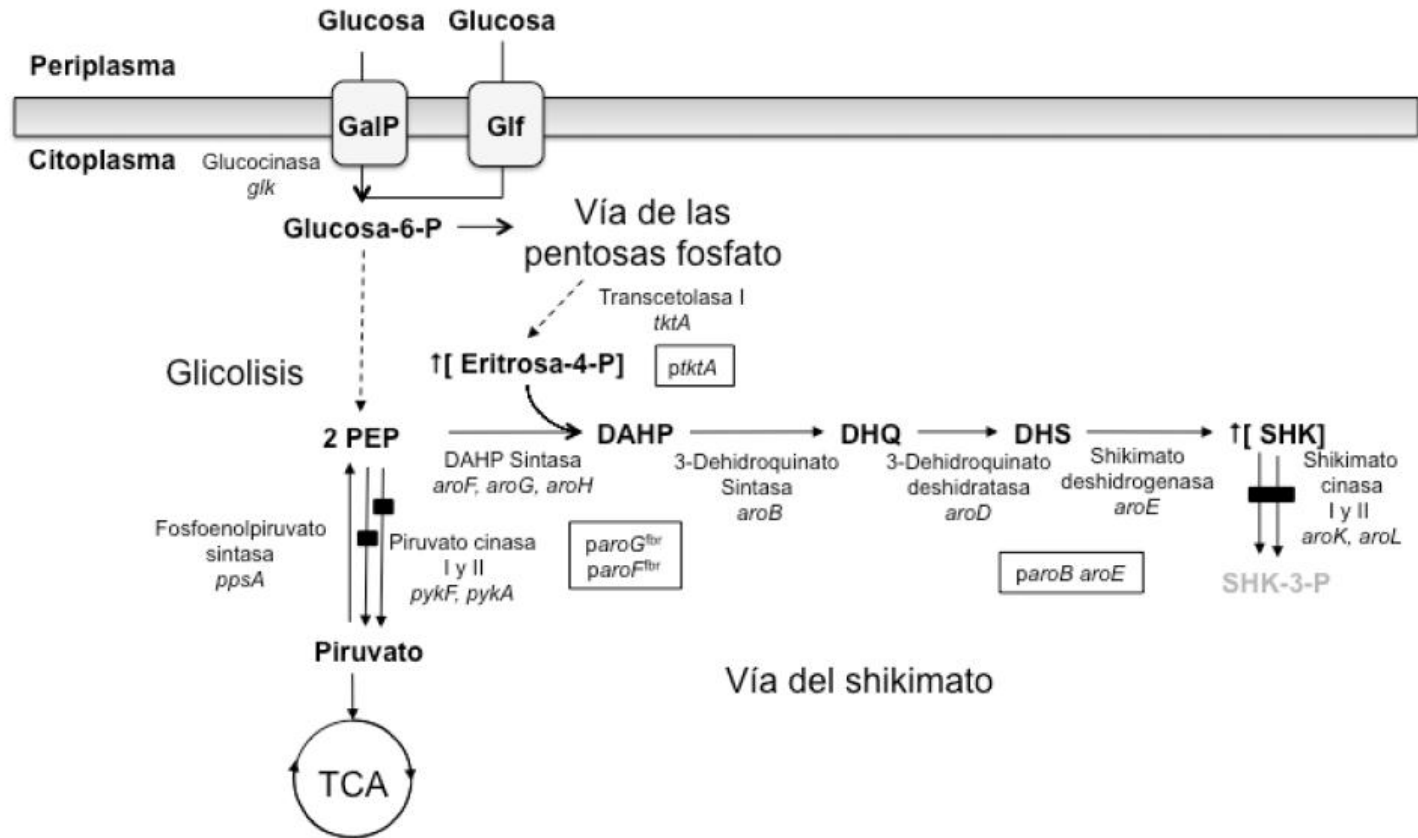 Glucosa Glucosa
Periplasma
GalP Glf
Citoplasma
Glucocinasa
glk
Glucosa-6-P
Vía de las
pentosas fosfato
Transcetolasa I
tktA
Glicolisis
↑[ Eritrosa-4-P]
ptktA
2 PEP
DAHP
DHQ
DHS
↑[ SHK]
DAHP Sintasa
aroF, aroG, aroH
3-Dehidroquinato
Sintasa
aroB
3-Dehidroquinato
deshidratasa
aroD
Shikimato
deshidrogenasa
aroE
Shikimato
cinasa
I y II
aroK, aroL
Fosfoenolpiruvato
sintasa
ppsA
Piruvato cinasa
I y II
pykF, pykA
paroGfbr
paroFfbr
paroB aroE
SHK-3-P
Piruvato
Vía del shikimato
TCA